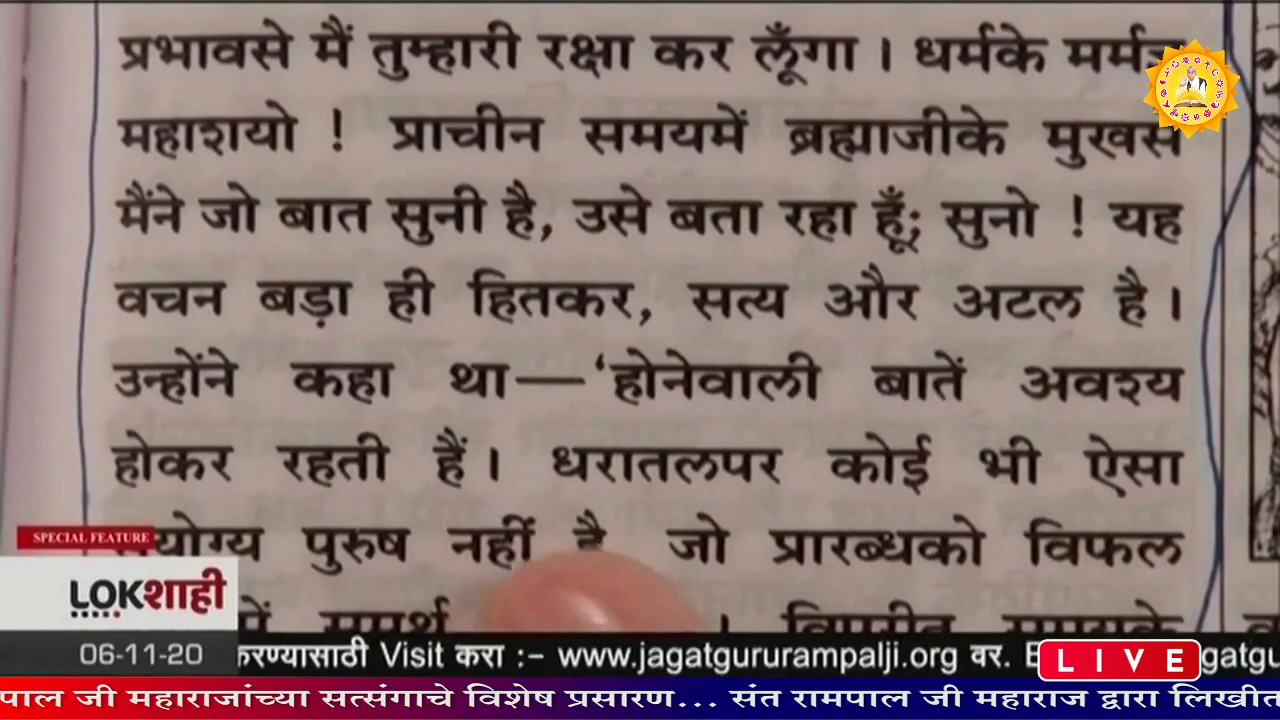 प्रभावसे मैं तुम्हारी रक्षा कर लूँगा । धर्मके
महाशयो ! प्राचीन समयमें ब्रह्माजीके मुखसे
मैंने जो बात सुनी है, उसे बता रहा हूँ; सुनो ! यह
वचन बड़ा ही हितकर, सत्य और अटल है ।
उन्होंने कहा था—‘होनेवाली बातें अवश्य
होकर रहती हैं । धरातलपर कोई भी ऐसा
पुरुष नहीं है जो प्रारब्धको विफल
SPECIAL FEATURE
LOKशाही
06-11-20
करण्यासाठी Visit करा :– www.jagatgururampalji.org वर.
LIVE
पाल जी महाराजांच्या सत्संगाचे विशेष प्रसारण... संत रामपाल जी महाराज द्वारा लिखीत